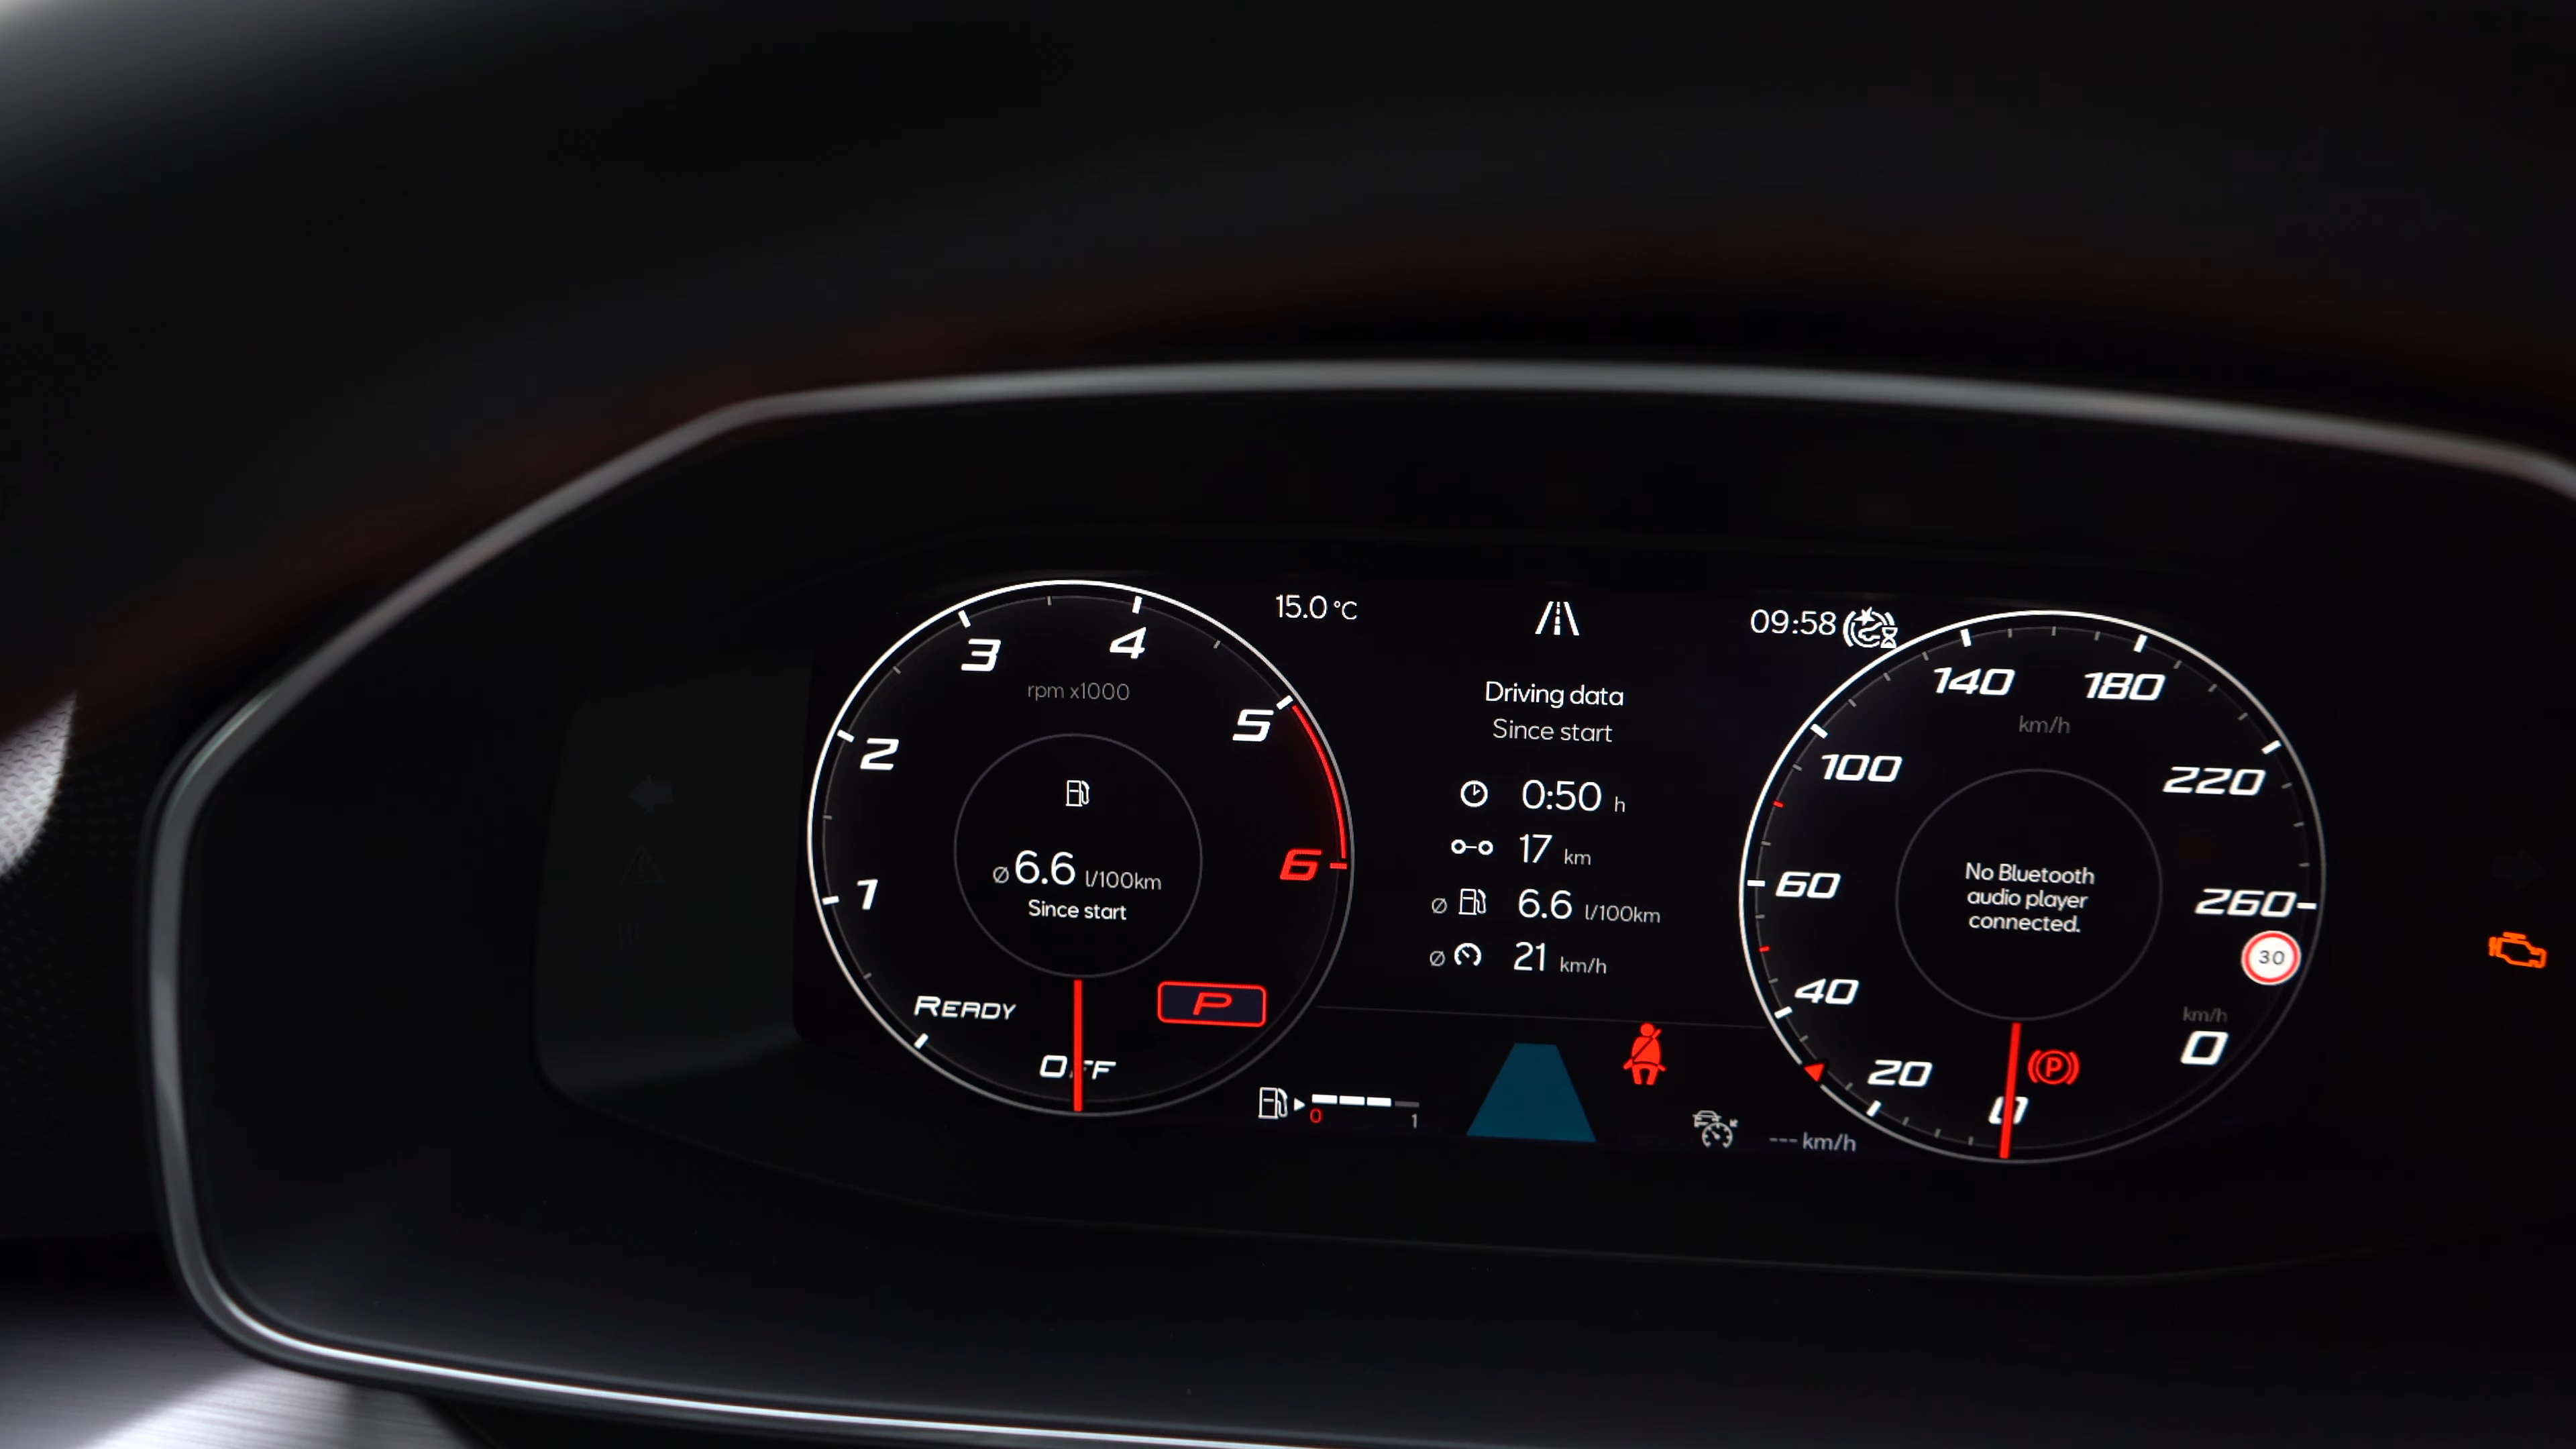 15.0 °C
09:58
3
4
rpm x1000
2
5
1
6
ø 6.6 l/100km
Since start
READY
P
OFF
Driving data
Since start
0:50 h
17 km
ø 6.6 l/100km
ø 21 km/h
0
1
--- km/h
140
180
km/h
100
220
60
260
No Bluetooth
audio player
connected.
30
40
km/h
0
20
P
0